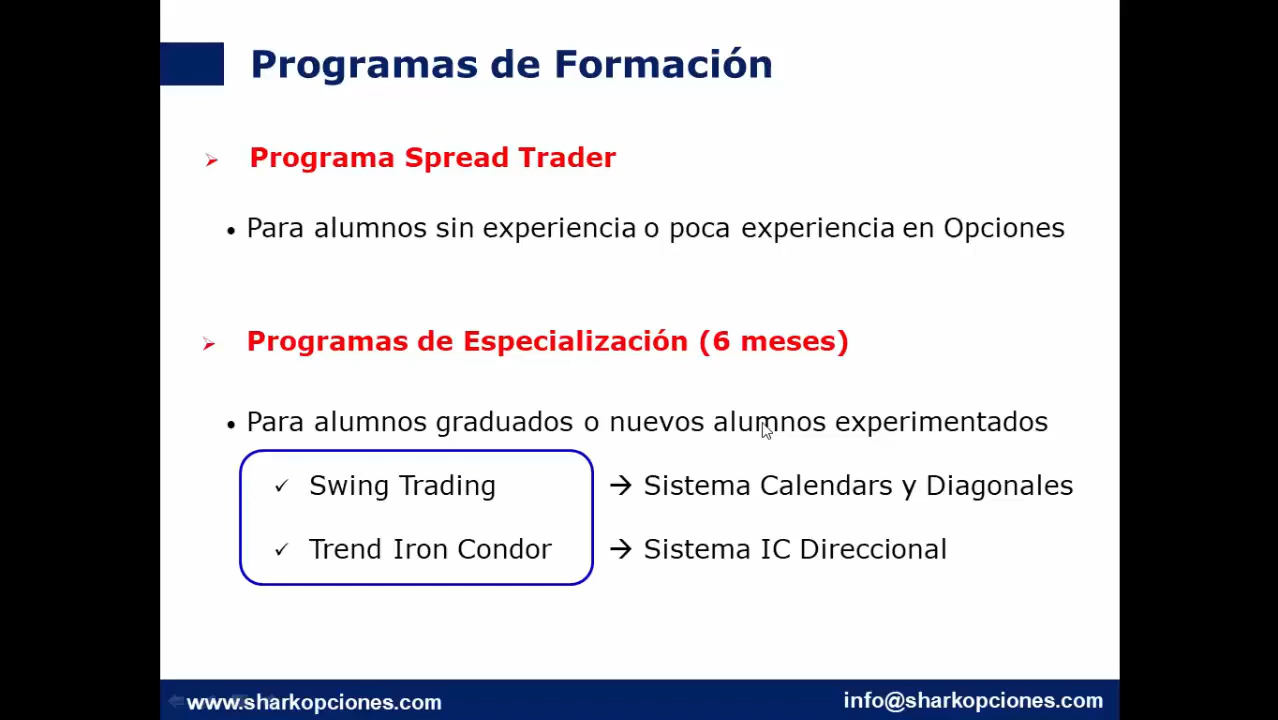 Programas de Formación
Programa Spread Trader
Para alumnos sin experiencia o poca experiencia en Opciones
Programas de Especialización (6 meses)
Para alumnos graduados o nuevos alumnos experimentados
✓ Swing Trading → Sistema Calendars y Diagonales
✓ Trend Iron Condor → Sistema IC Direccional
www.sharkopciones.com info@sharkopciones.com